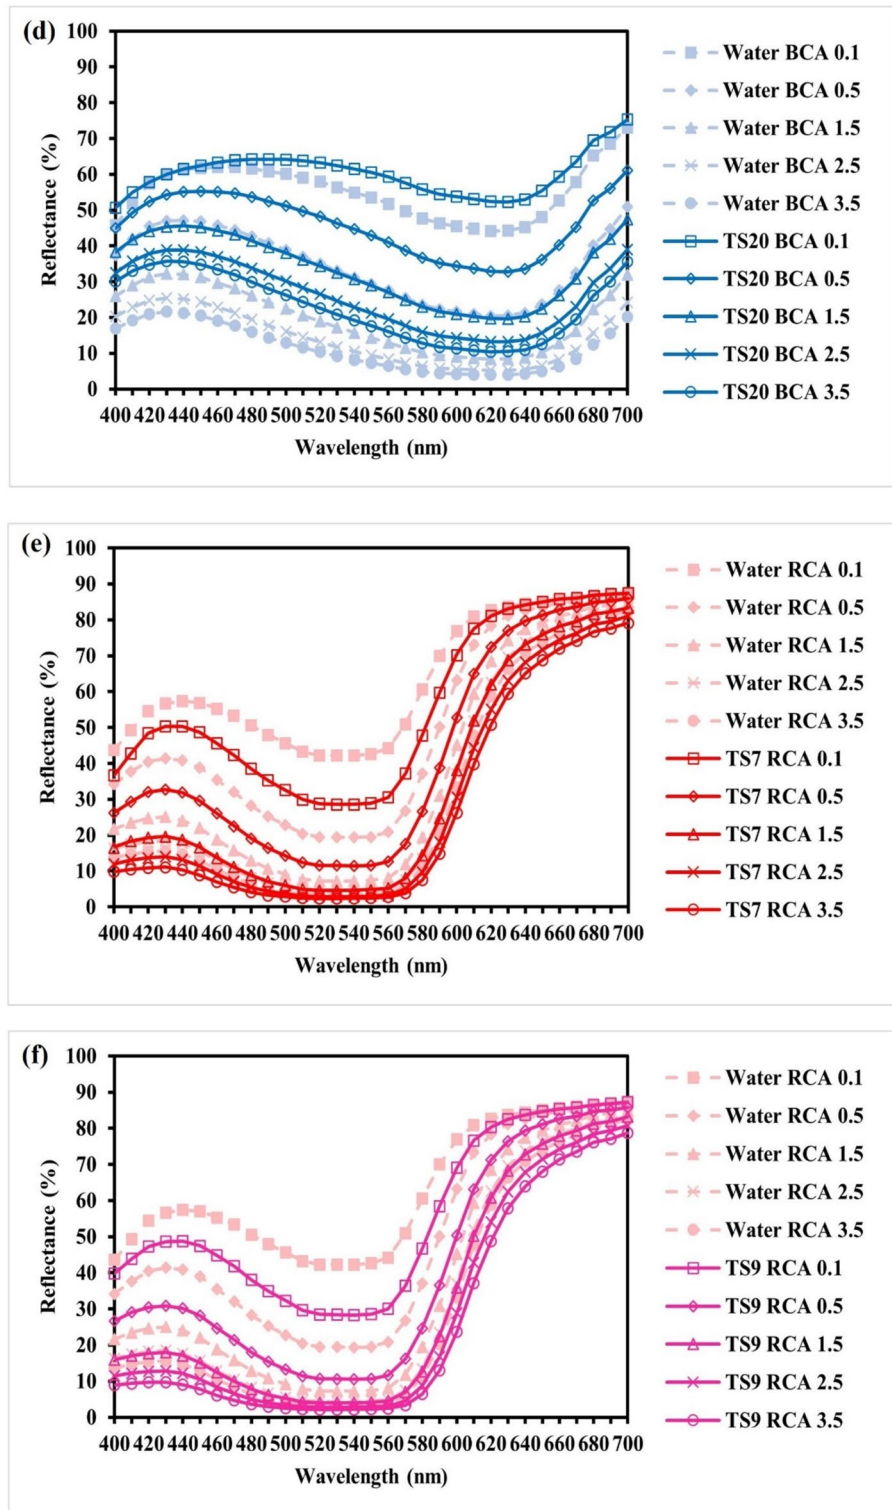 (d)
100
90
80
70
60
50
40
30
20
10
0
Reflectance (%)
400 420 440 460 480 500 520 540 560 580 600 620 640 660 680 700
Wavelength (nm)
Water BCA 0.1
Water BCA 0.5
Water BCA 1.5
Water BCA 2.5
Water BCA 3.5
TS20 BCA 0.1
TS20 BCA 0.5
TS20 BCA 1.5
TS20 BCA 2.5
TS20 BCA 3.5
(e)
100
90
80
70
60
50
40
30
20
10
0
Reflectance (%)
400 420 440 460 480 500 520 540 560 580 600 620 640 660 680 700
Wavelength (nm)
Water RCA 0.1
Water RCA 0.5
Water RCA 1.5
Water RCA 2.5
Water RCA 3.5
TS7 RCA 0.1
TS7 RCA 0.5
TS7 RCA 1.5
TS7 RCA 2.5
TS7 RCA 3.5
(f)
100
90
80
70
60
50
40
30
20
10
0
Reflectance (%)
400 420 440 460 480 500 520 540 560 580 600 620 640 660 680 700
Wavelength (nm)
Water RCA 0.1
Water RCA 0.5
Water RCA 1.5
Water RCA 2.5
Water RCA 3.5
TS9 RCA 0.1
TS9 RCA 0.5
TS9 RCA 1.5
TS9 RCA 2.5
TS9 RCA 3.5